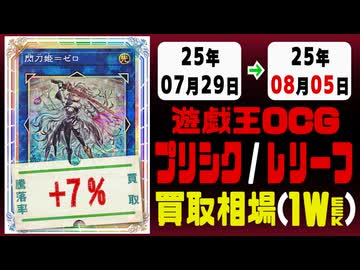 閃刀姫=ゼロ
光
騰落率
+7%
買取
25年
07月29日
25年
08月05日
遊戯王OCG
プリシク/レリーフ
買取相場(1WEEK)